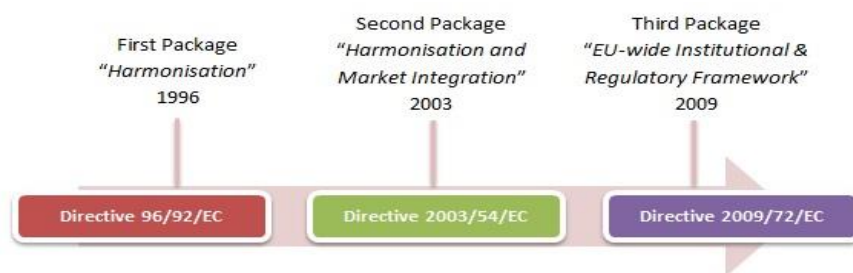 First Package
“Harmonisation”
1996
Second Package
“Harmonisation and
Market Integration”
2003
Third Package
“EU-wide Institutional &
Regulatory Framework”
2009
Directive 96/92/EC
Directive 2003/54/EC
Directive 2009/72/EC